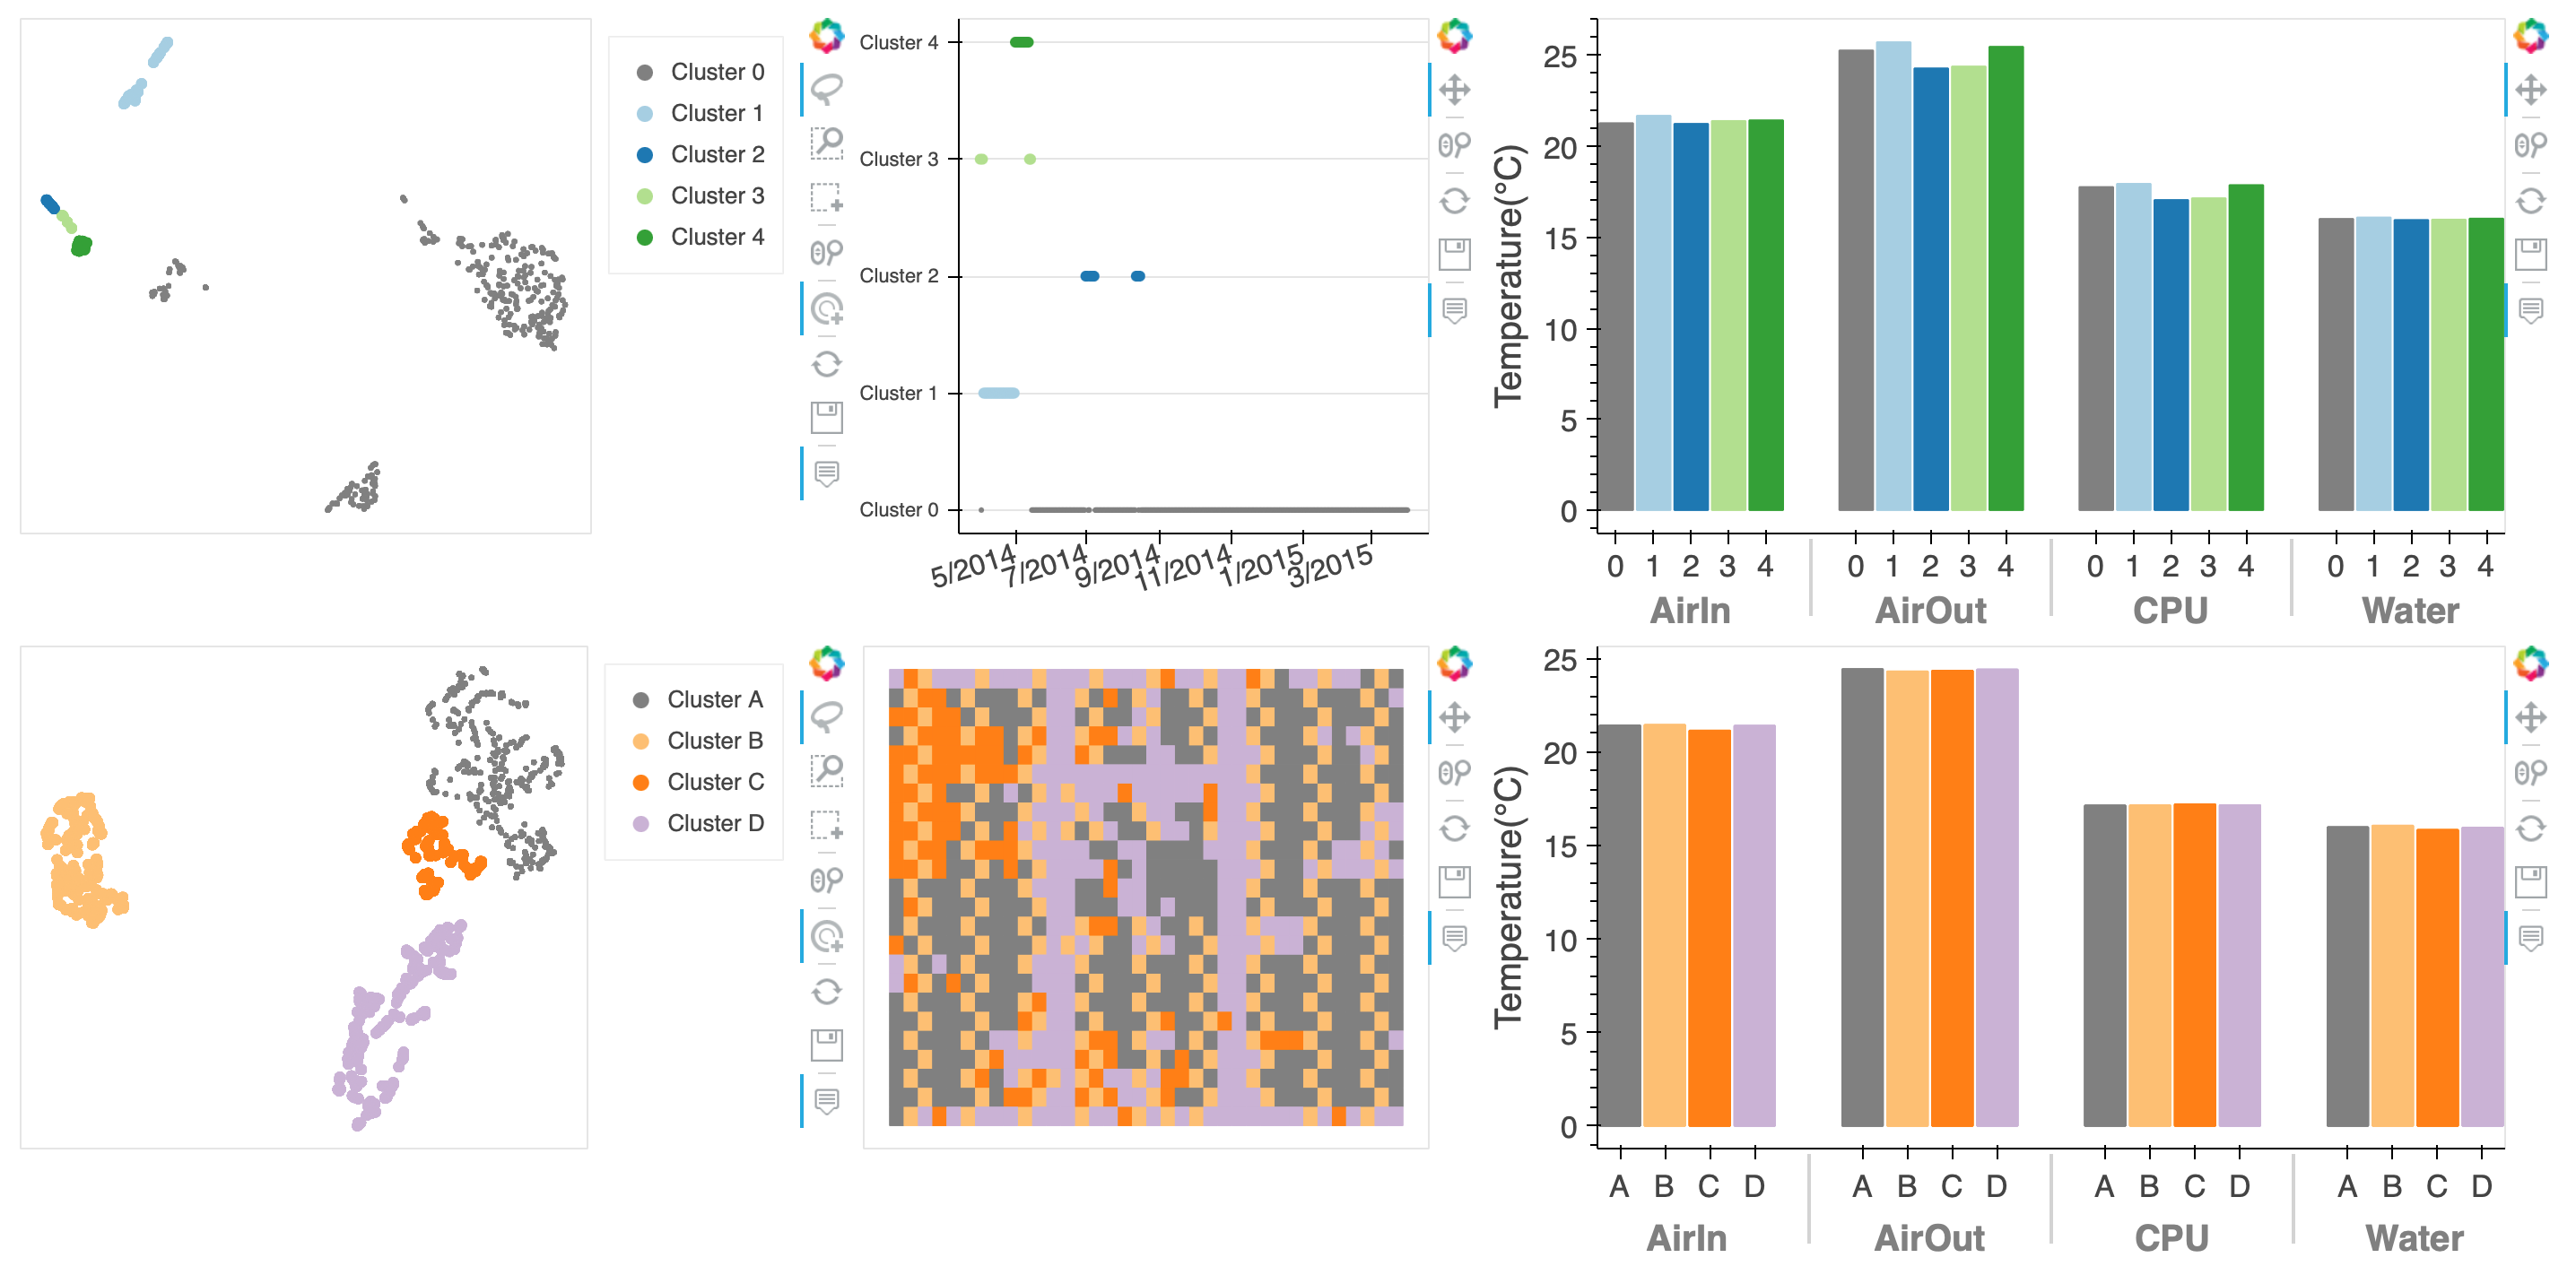 Cluster 0
Cluster 1
Cluster 2
Cluster 3
Cluster 4
Cluster 4
Cluster 3
Cluster 2
Cluster 1
Cluster 0
5/2014
7/2014
9/2014
11/2014
1/2015
3/2015
Temperature(°C)
25
20
15
10
5
0
0 1 2 3 4 0 1 2 3 4 0 1 2 3 4 0 1 2 3 4
AirIn AirOut CPU Water
Cluster A
Cluster B
Cluster C
Cluster D
Temperature(°C)
25
20
15
10
5
0
A B C D A B C D A B C D A B C D
AirIn AirOut CPU Water